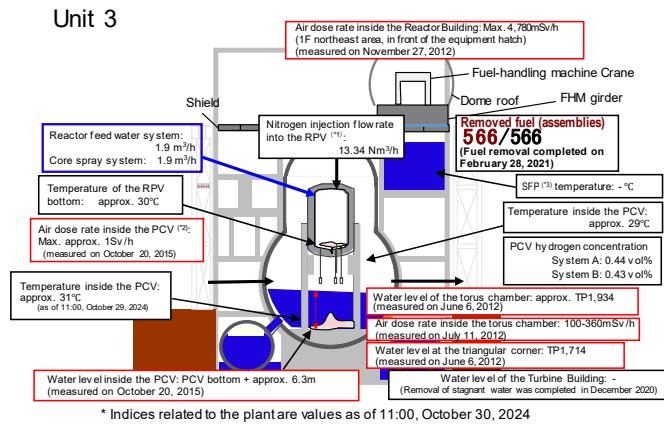 Unit 3
Air dose rate inside the Reactor Building: Max. 4,780mSv/h
(1F northeast area, in front of the equipment hatch)
(measured on November 27, 2012)
Fuel-handling machine Crane
Dome roof
FHM girder
Shield
Reactor feed water system:
1.9 m³/h
Core spray system: 1.9 m³/h
Nitrogen injection flow rate
into the RPV (*1):
13.34 Nm³/h
Removed fuel (assemblies)
566/566
(Fuel removal completed on
February 28, 2021)
Temperature of the RPV
bottom: approx. 30℃
SFP (*3) temperature: - ℃
Air dose rate inside the PCV (*2):
Max. approx. 1Sv/h
(measured on October 20, 2015)
Temperature inside the PCV:
approx. 29℃
PCV hydrogen concentration
System A: 0.44 vol%
System B: 0.43 vol%
Temperature inside the PCV:
approx. 31℃
(as of 11:00, October 29, 2024)
Water level of the torus chamber: approx. TP1,934
(measured on June 6, 2012)
Air dose rate inside the torus chamber: 100-360mSv/h
(measured on July 11, 2012)
Water level at the triangular corner: TP1,714
(measured on June 6, 2012)
Water level inside the PCV: PCV bottom + approx. 6.3m
(measured on October 20, 2015)
Water level of the Turbine Building: -
(Removal of stagnant water was completed in December 2020)
* Indices related to the plant are values as of 11:00, October 30, 2024